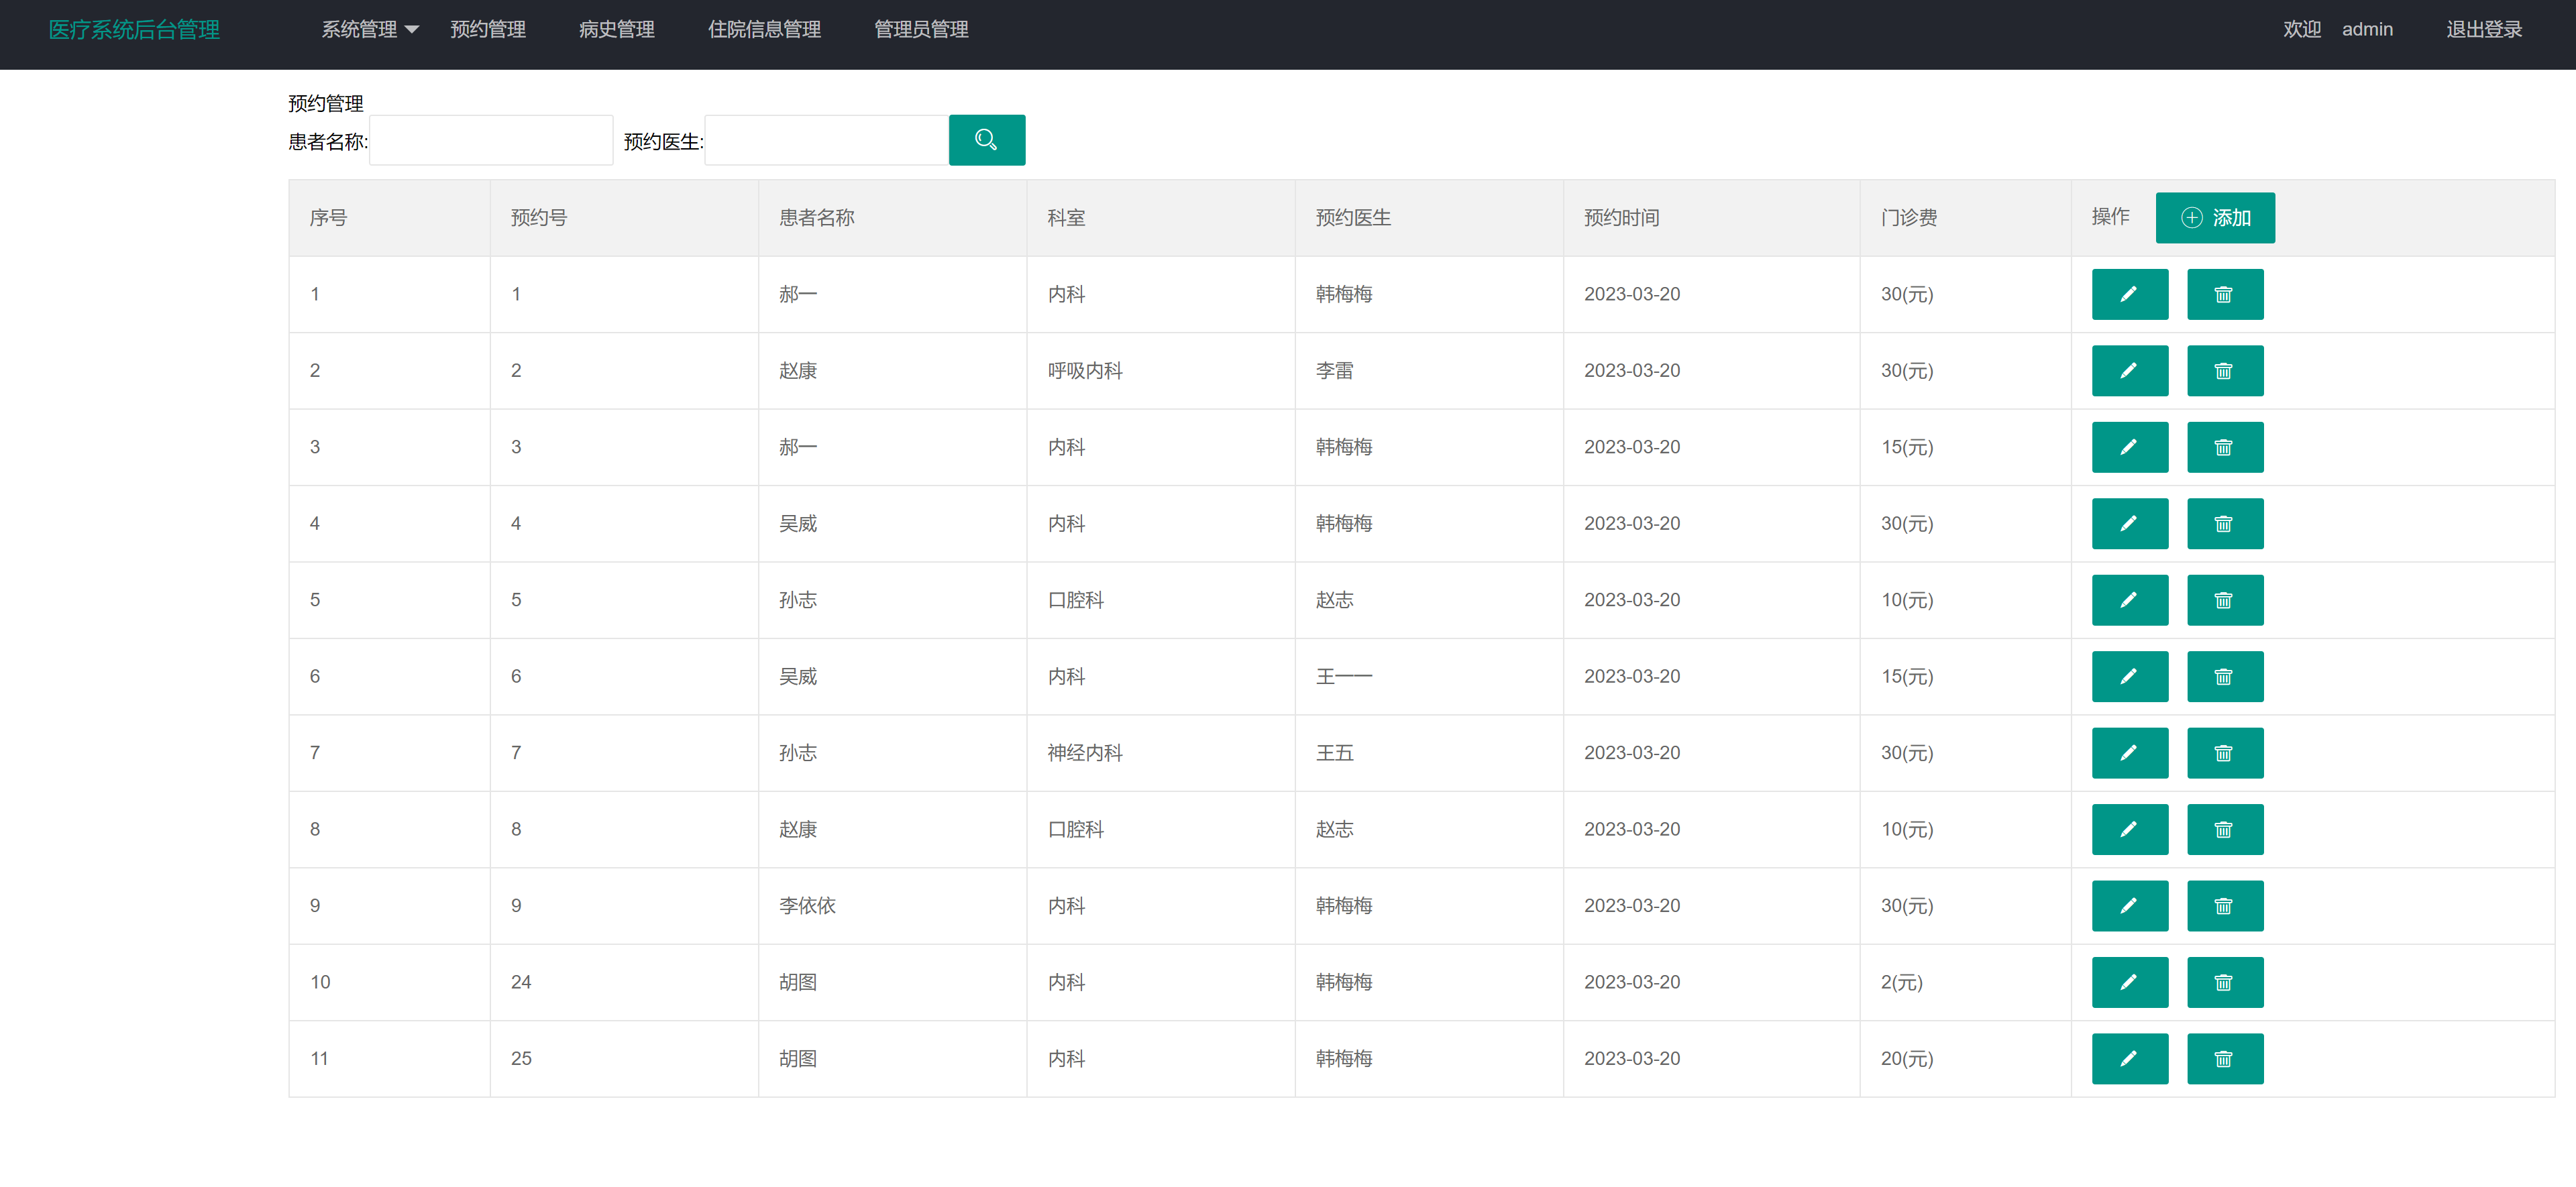 医疗系统后台管理 系统管理 预约管理 病史管理 住院信息管理 管理员管理 欢迎 admin 退出登录
预约管理
患者名称: 预约医生:
序号 预约号 患者名称 科室 预约医生 预约时间 门诊费 操作 添加
1 1 郝一 内科 韩梅梅 2023-03-20 30(元)
2 2 赵康 呼吸内科 李雷 2023-03-20 30(元)
3 3 郝一 内科 韩梅梅 2023-03-20 15(元)
4 4 吴威 内科 韩梅梅 2023-03-20 30(元)
5 5 孙志 口腔科 赵志 2023-03-20 10(元)
6 6 吴威 内科 王一一 2023-03-20 15(元)
7 7 孙志 神经内科 王五 2023-03-20 30(元)
8 8 赵康 口腔科 赵志 2023-03-20 10(元)
9 9 李依依 内科 韩梅梅 2023-03-20 30(元)
10 24 胡图 内科 韩梅梅 2023-03-20 2(元)
11 25 胡图 内科 韩梅梅 2023-03-20 20(元)